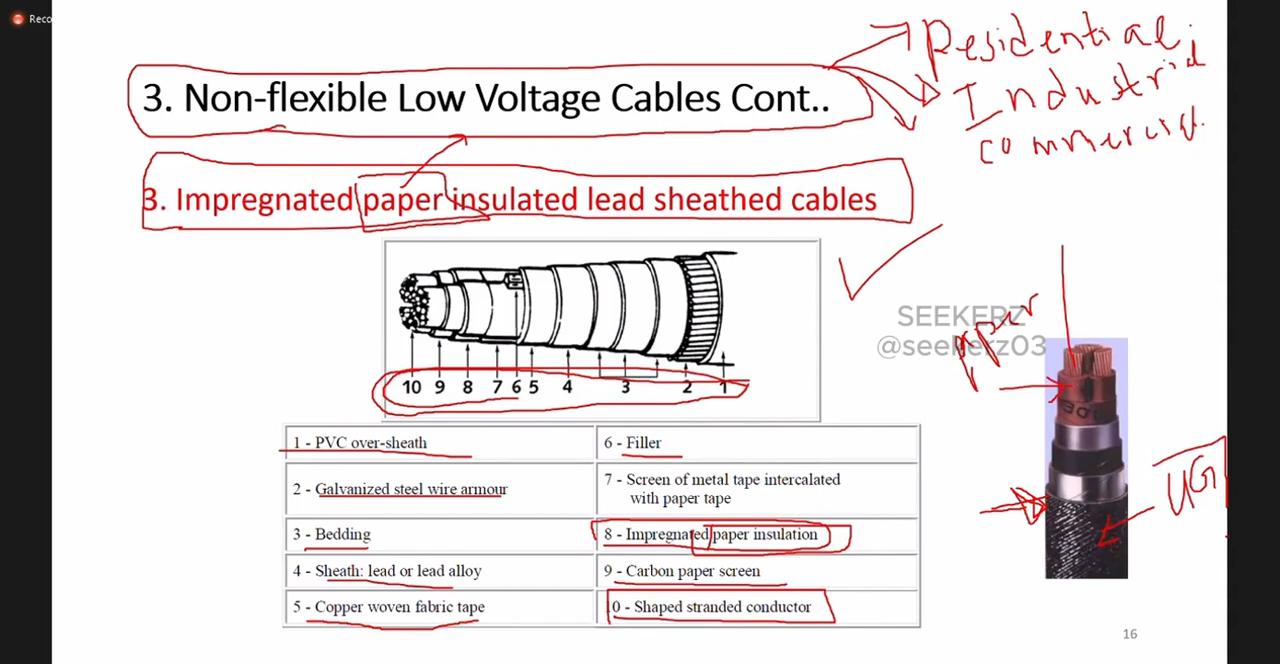 Reco
Residential,
Industrial
Commercial.
3. Non-flexible Low Voltage Cables Cont..
3. Impregnated paper insulated lead sheathed cables
SEEKERZ
@seekerz03
paper
10 9 8 7 6 5 4 3 2 1
UG
1 - PVC over-sheath
6 - Filler
2 - Galvanized steel wire armour
7 - Screen of metal tape intercalated
with paper tape
3 - Bedding
8 - Impregnated paper insulation
4 - Sheath: lead or lead alloy
9 - Carbon paper screen
5 - Copper woven fabric tape
10 - Shaped stranded conductor
16